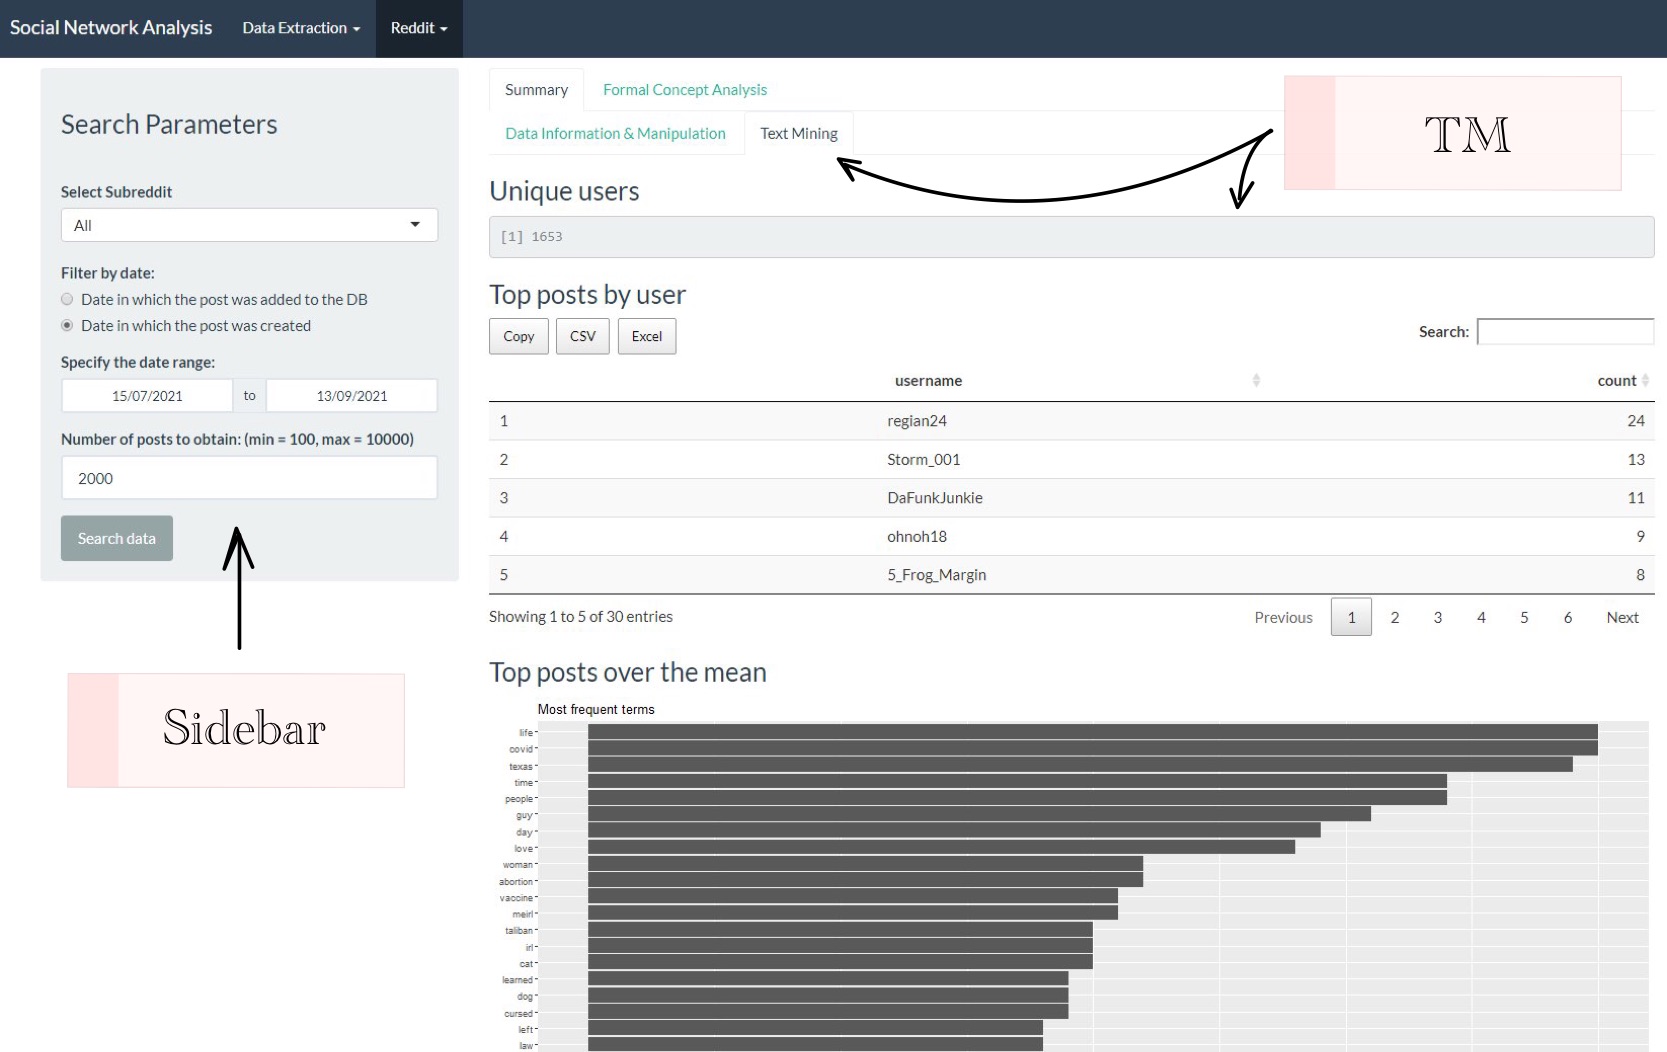 Social Network Analysis Data Extraction Reddit
Search Parameters
Select Subreddit
All
Filter by date:
Date in which the post was added to the DB
Date in which the post was created
Specify the date range:
15/07/2021 to 13/09/2021
Number of posts to obtain: (min = 100, max = 10000)
2000
Search data
Sidebar
Summary Formal Concept Analysis
Data Information & Manipulation Text Mining
TM
Unique users
[1] 1653
Top posts by user
Copy CSV Excel
Search:
username count
1 regian24 24
2 Storm_001 13
3 DaFunkJunkie 11
4 ohnoh18 9
5 5_Frog_Margin 8
Showing 1 to 5 of 30 entries
Previous 1 2 3 4 5 6 Next
Top posts over the mean
Most frequent terms
life
covid
texas
time
people
guy
day
love
woman
abortion
vaccine
meirl
taliban
irl
cat
learned
dog
cursed
left
law